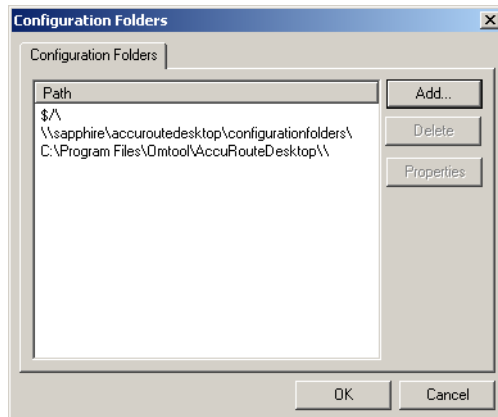 Configuration Folders
Configuration Folders
Path
Add...
$/\
\\sapphire\accuroutedesktop\configurationfolders\
Delete
C:\Program Files\Omtool\AccuRouteDesktop\\
Properties
OK
Cancel